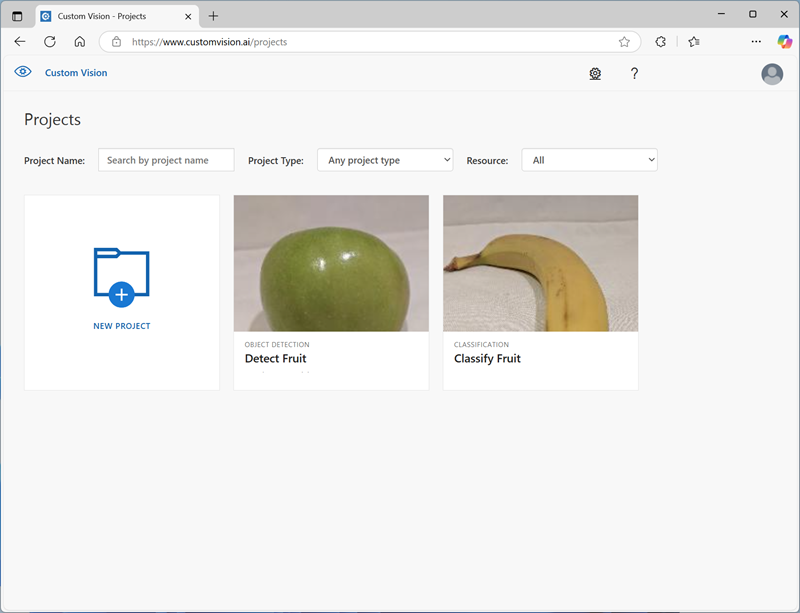 Custom Vision - Projects
https://www.customvision.ai/projects
Custom Vision
?
Projects
Project Name: Search by project name Project Type: Any project type Resource: All
NEW PROJECT
OBJECT DETECTION
Detect Fruit
CLASSIFICATION
Classify Fruit